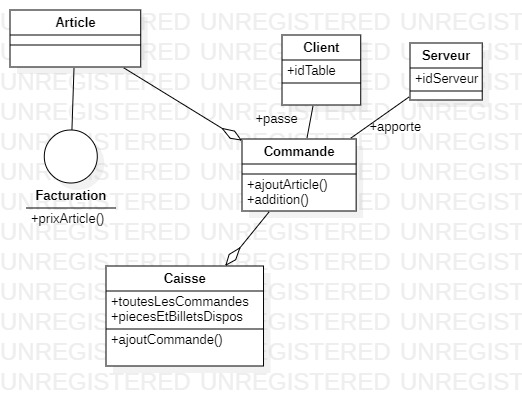 UNREGISTERED UNREGISTERED UNREGISTERED UNREGIST
Article
Client
+idTable
Serveur
+idServeur
+passe
+apporte
Commande
+ajoutArticle()
+addition()
Facturation
+prixArticle()
Caisse
+toutesLesCommandes
+piecesEtBilletsDispos
+ajoutCommande()